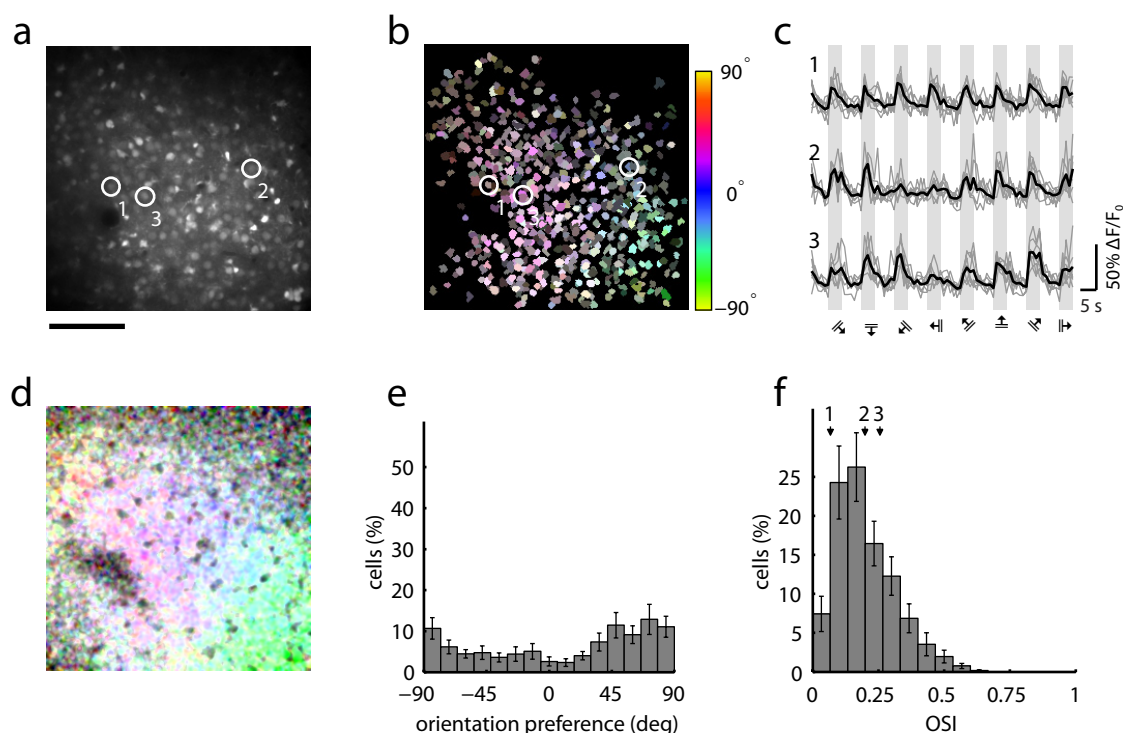 a
1
3
2
b
1
3
2
90°
0°
−90°
c
1
2
3
50% ΔF/F0
5 s
d
e
cells (%)
50
40
30
20
10
0
−90
−45
0
45
90
orientation preference (deg)
f
1 2 3
cells (%)
25
20
15
10
5
0
0
0.25
0.5
0.75
1
OSI